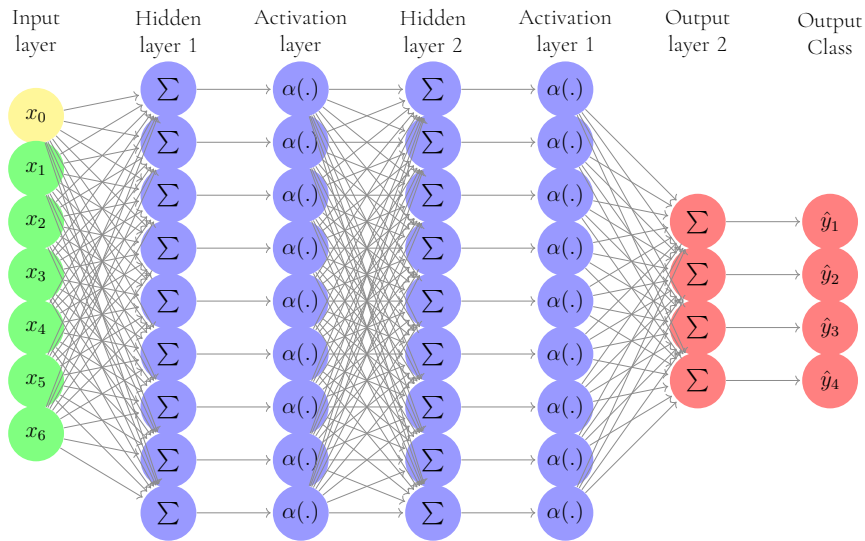 Input layer
Hidden layer 1
Activation layer
Hidden layer 2
Activation layer 1
Output layer 2
Output Class
x₀
x₁
x₂
x₃
x₄
x₅
x₆
∑
∑
∑
∑
∑
∑
∑
∑
∑
α(.)
α(.)
α(.)
α(.)
α(.)
α(.)
α(.)
α(.)
α(.)
∑
∑
∑
∑
∑
∑
∑
∑
∑
α(.)
α(.)
α(.)
α(.)
α(.)
α(.)
α(.)
α(.)
α(.)
∑
∑
∑
∑
ŷ₁
ŷ₂
ŷ₃
ŷ₄